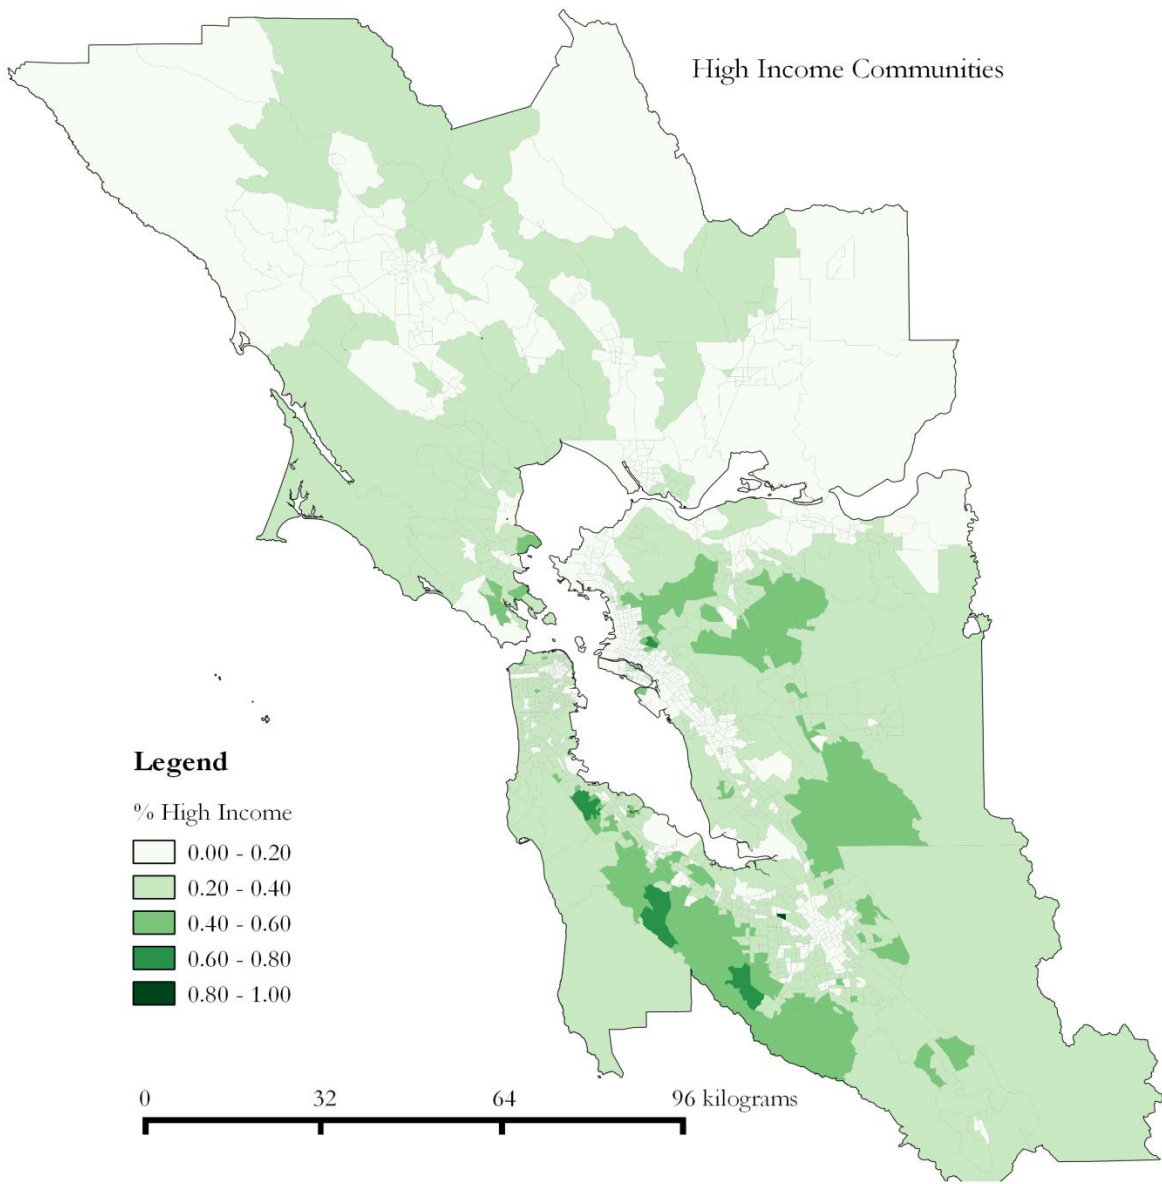 High Income Communities
Legend
% High Income
0.00 - 0.20
0.20 - 0.40
0.40 - 0.60
0.60 - 0.80
0.80 - 1.00
0 32 64 96 kilograms